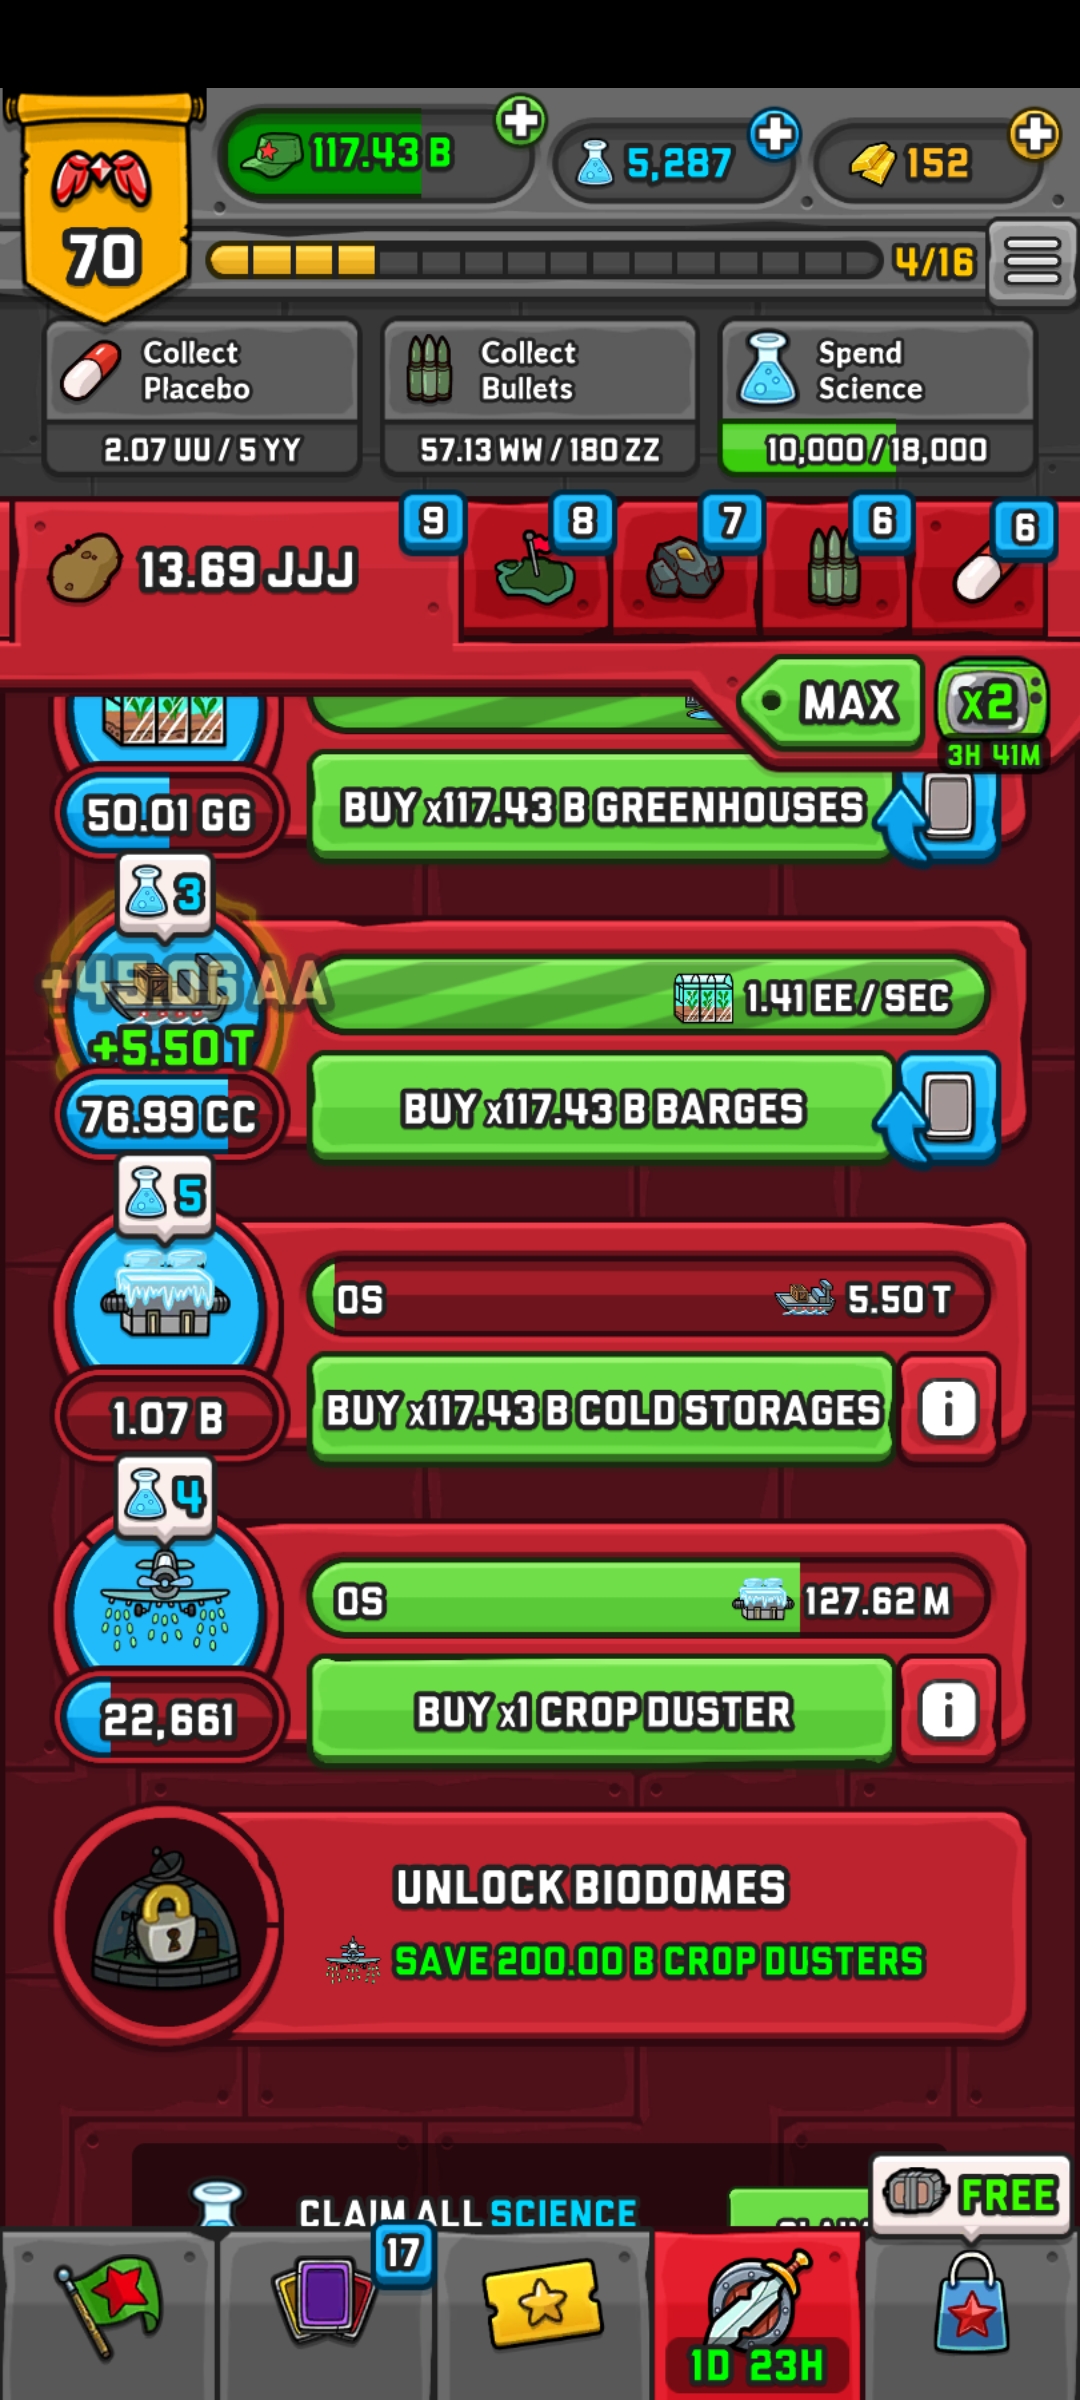 70
117.43 B
5,287
152
4/16
Collect
Placebo
2.07 UU / 5 YY
Collect
Bullets
57.13 WW / 180 ZZ
Spend
Science
10,000 / 18,000
13.69 JJJ
9
8
7
6
6
MAX
x2
3H 41M
50.01 GG
BUY x117.43 B GREENHOUSES
3
+45.06 AA
+5.50 T
1.41 EE / SEC
76.99 CC
BUY x117.43 B BARGES
5
0S
5.50 T
1.07 B
BUY x117.43 B COLD STORAGES
i
4
0S
127.62 M
22,661
BUY x1 CROP DUSTER
i
UNLOCK BIODOMES
SAVE 200.00 B CROP DUSTERS
CLAIM ALL SCIENCE
FREE
17
1D 23H